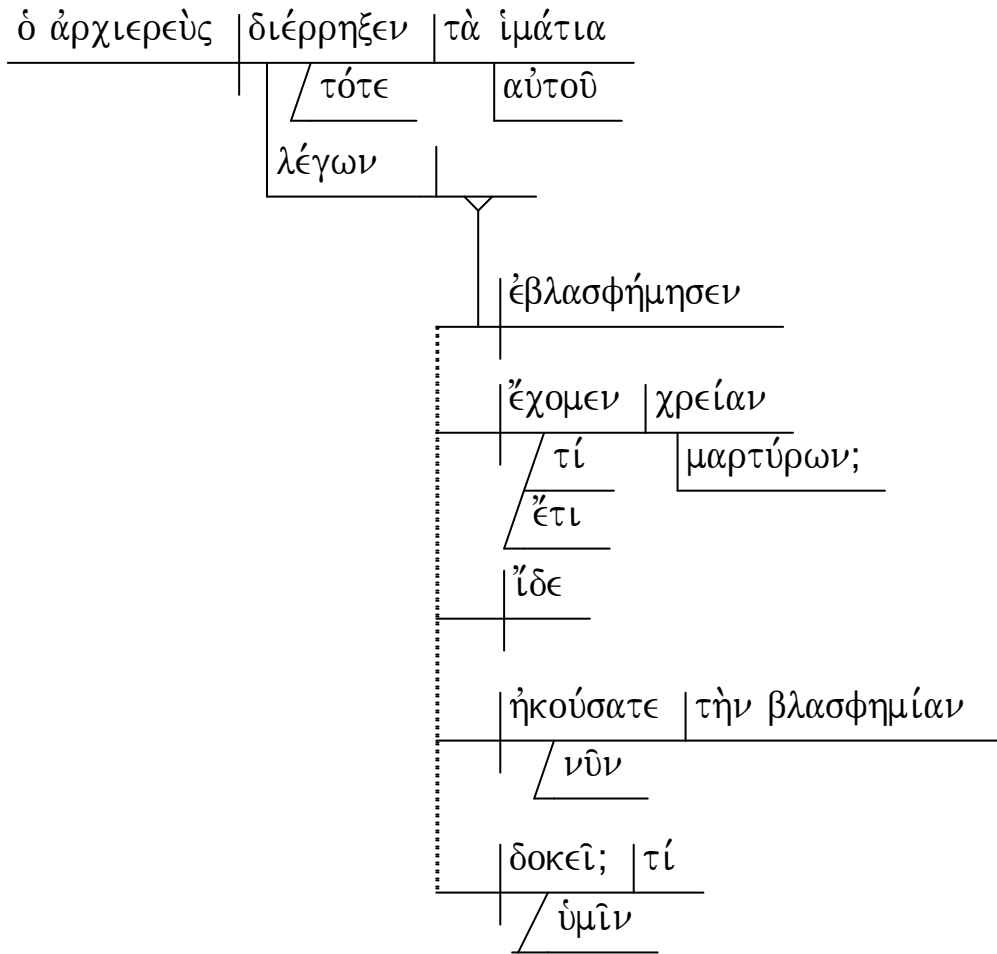 ὁ ἀρχιερεὺς διέρρηξεν τὰ ἱμάτια
τότε αὐτοῦ
λέγων
ἐβλασφήμησεν
ἔχομεν χρείαν
τί μαρτύρων;
ἔτι
ἴδε
ἠκούσατε τὴν βλασφημίαν
νῦν
δοκεῖ; τί
ὑμῖν